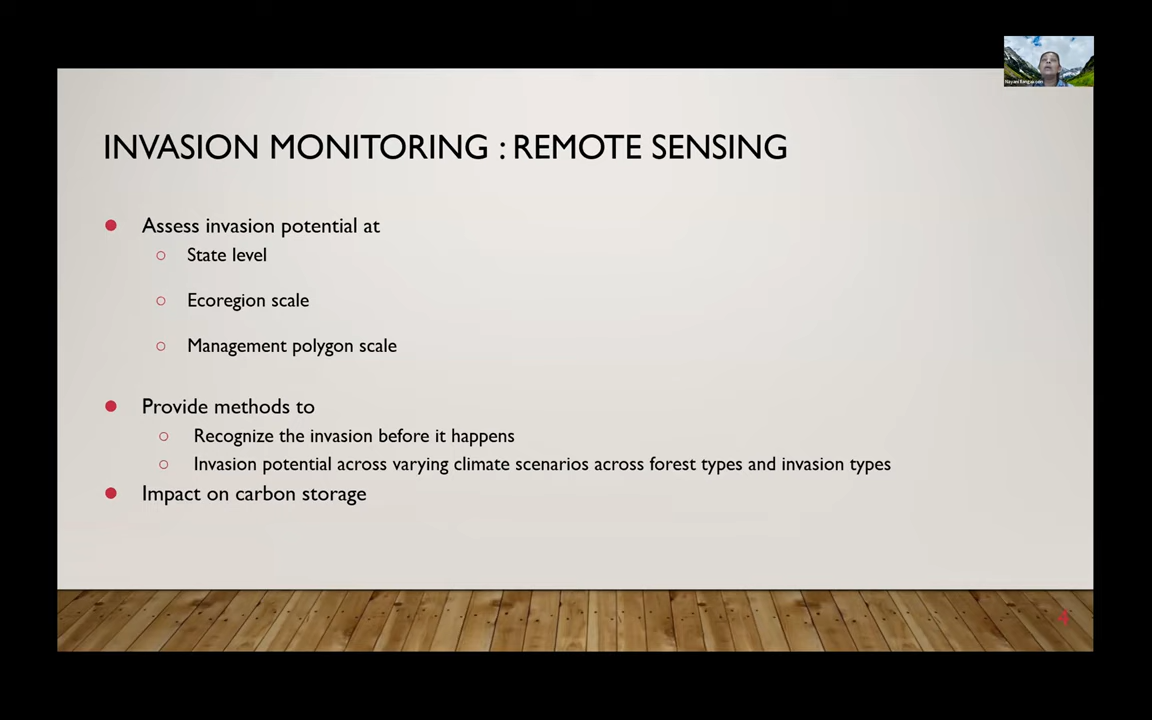 INVASION MONITORING : REMOTE SENSING
Assess invasion potential at
State level
Ecoregion scale
Management polygon scale
Provide methods to
Recognize the invasion before it happens
Invasion potential across varying climate scenarios across forest types and invasion types
Impact on carbon storage
4